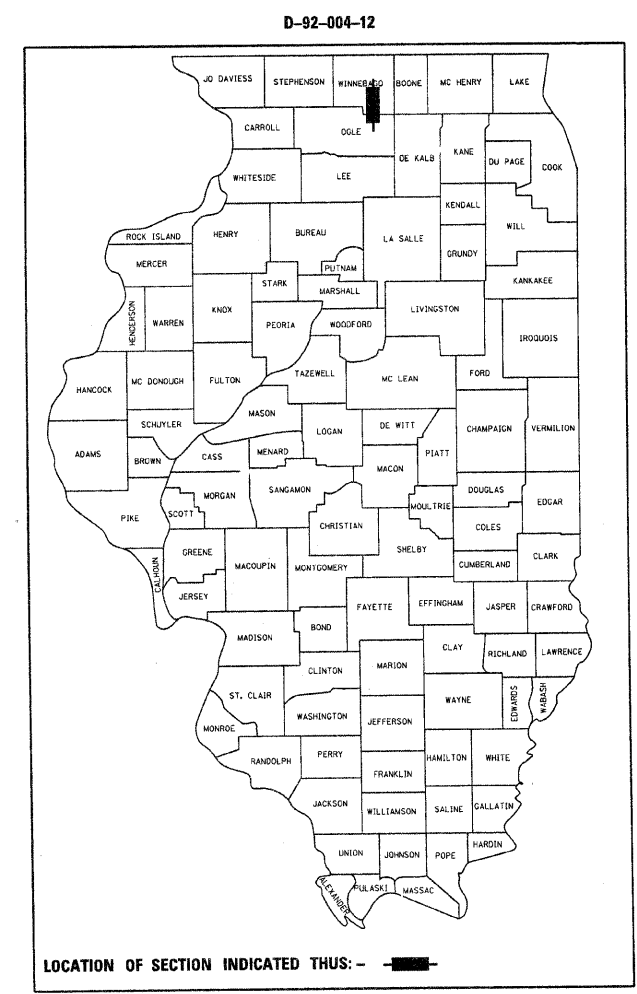 D-92-004-12
JO DAVIESS
STEPHENSON
WINNEBAGO
BOONE
MC HENRY
LAKE
CARROLL
OGLE
DE KALB
KANE
DU PAGE
COOK
WHITESIDE
LEE
KENDALL
WILL
ROCK ISLAND
HENRY
BUREAU
LA SALLE
GRUNDY
MERCER
PUTNAM
KANKAKEE
STARK
MARSHALL
HENDERSON
WARREN
KNOX
PEORIA
WOODFORD
LIVINGSTON
IROQUOIS
HANCOCK
MC DONOUGH
FULTON
TAZEWELL
MC LEAN
FORD
MASON
SCHUYLER
LOGAN
DE WITT
CHAMPAIGN
VERMILION
ADAMS
BROWN
CASS
MENARD
PIATT
MACON
PIKE
SCOTT
MORGAN
SANGAMON
MOULTRIE
DOUGLAS
EDGAR
CHRISTIAN
COLES
CALHOUN
GREENE
MACOUPIN
MONTGOMERY
SHELBY
CUMBERLAND
CLARK
JERSEY
FAYETTE
EFFINGHAM
JASPER
CRAWFORD
MADISON
BOND
CLAY
RICHLAND
LAWRENCE
CLINTON
MARION
ST. CLAIR
WAYNE
EDWARDS
WABASH
WASHINGTON
JEFFERSON
MONROE
RANDOLPH
PERRY
HAMILTON
WHITE
FRANKLIN
JACKSON
WILLIAMSON
SALINE
GALLATIN
UNION
JOHNSON
POPE
HARDIN
ALEXANDER
PULASKI
MASSAC
LOCATION OF SECTION INDICATED THUS: -